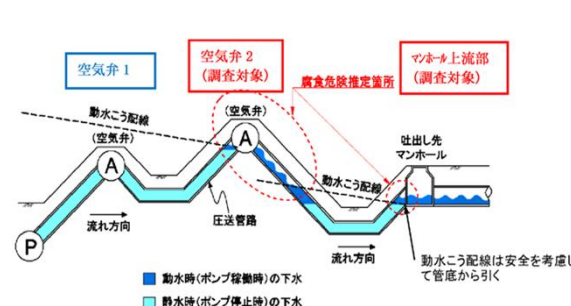 空気弁1
空気弁2
(調査対象)
マンホール上流部
(調査対象)
腐食危険推定箇所
動水こう配線
(空気弁)
A
(空気弁)
A
動水こう配線
吐出し先
マンホール
P
流れ方向
圧送管路
流れ方向
動水こう配線は安全を考慮し
て管底から引く
動水時(ポンプ稼働時)の下水
静水時(ポンプ停止時)の下水